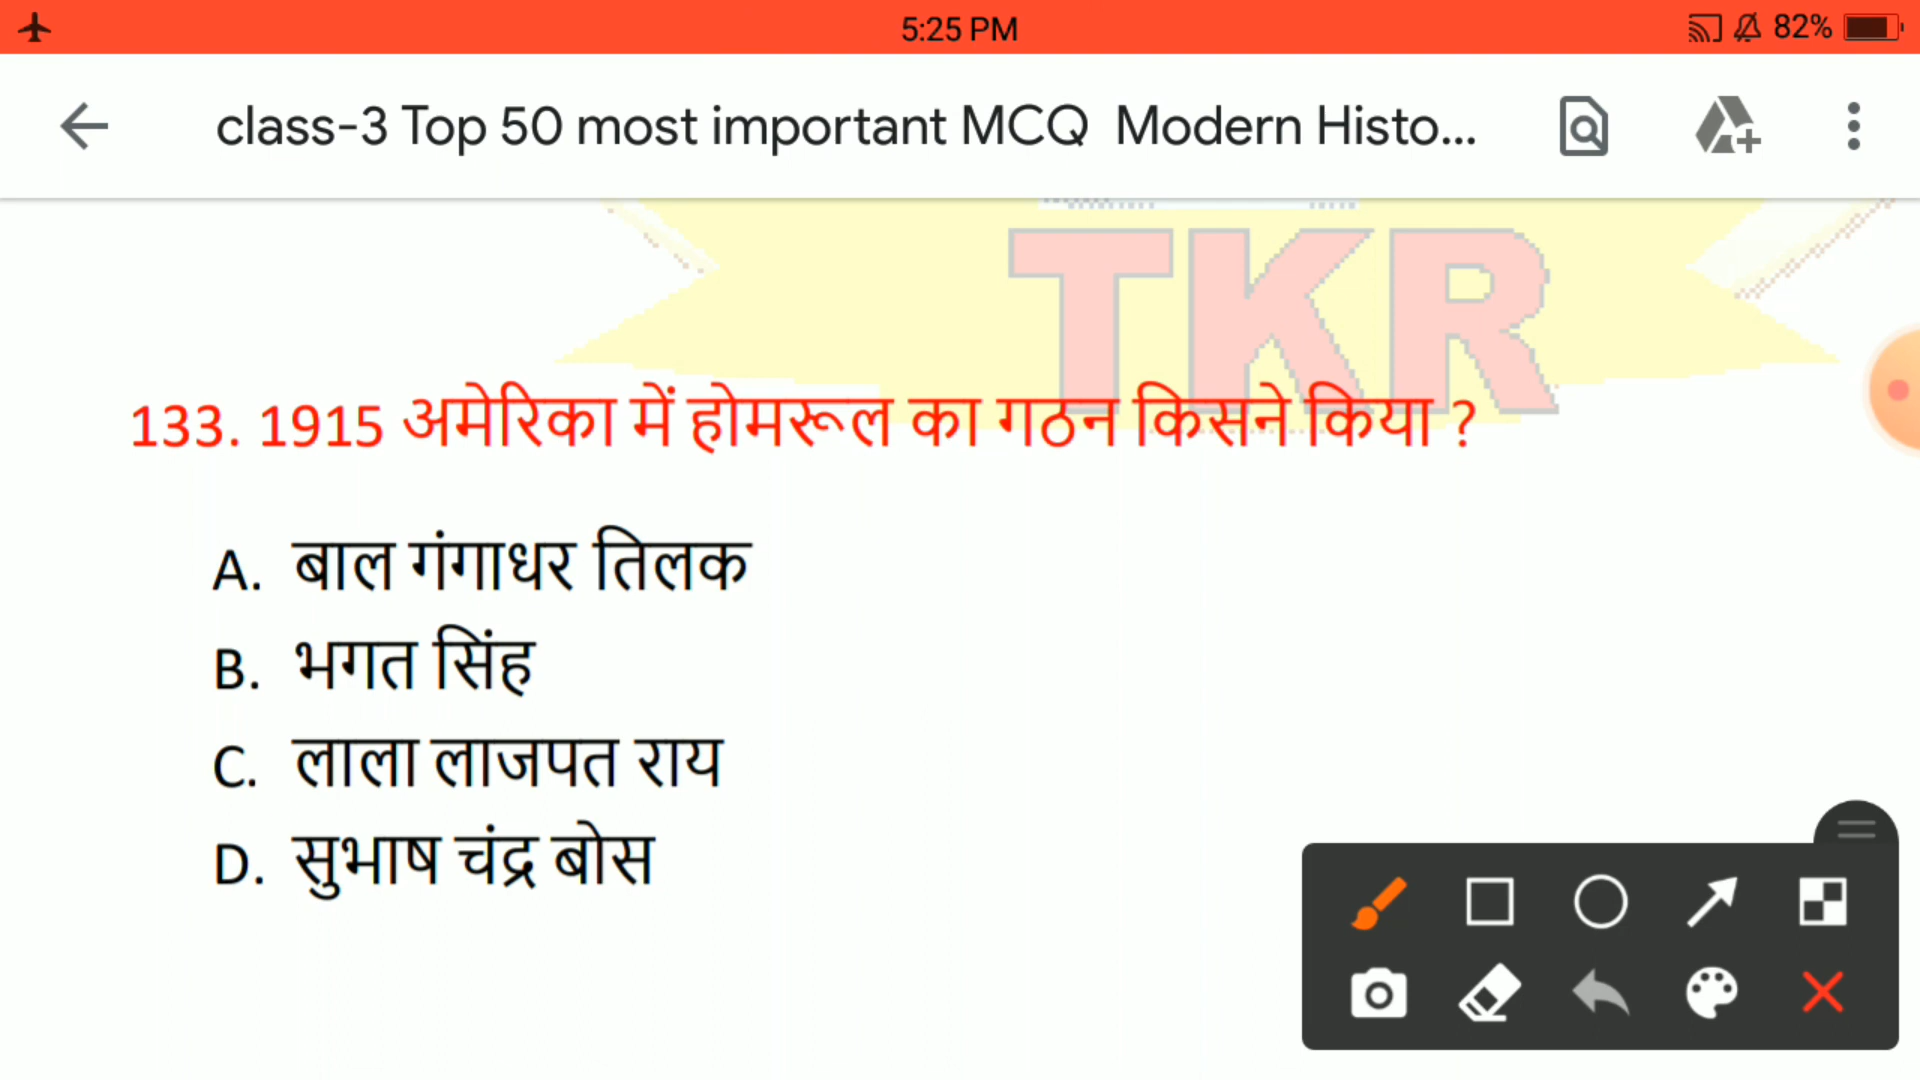 5:25 PM
82%
class-3 Top 50 most important MCQ Modern Histo...
TKR
133. 1915 अमेरिका में होमरूल का गठन किसने किया ?
A. बाल गंगाधर तिलक
B. भगत सिंह
C. लाला लाजपत राय
D. सुभाष चंद्र बोस